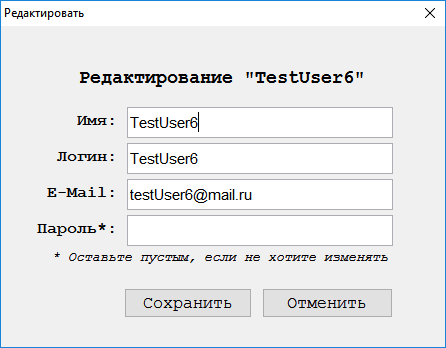 Редактировать
Редактирование "TestUser6"
Имя: TestUser6
Логин: TestUser6
E-Mail: testUser6@mail.ru
Пароль*:
* Оставьте пустым, если не хотите изменять
Сохранить Отменить